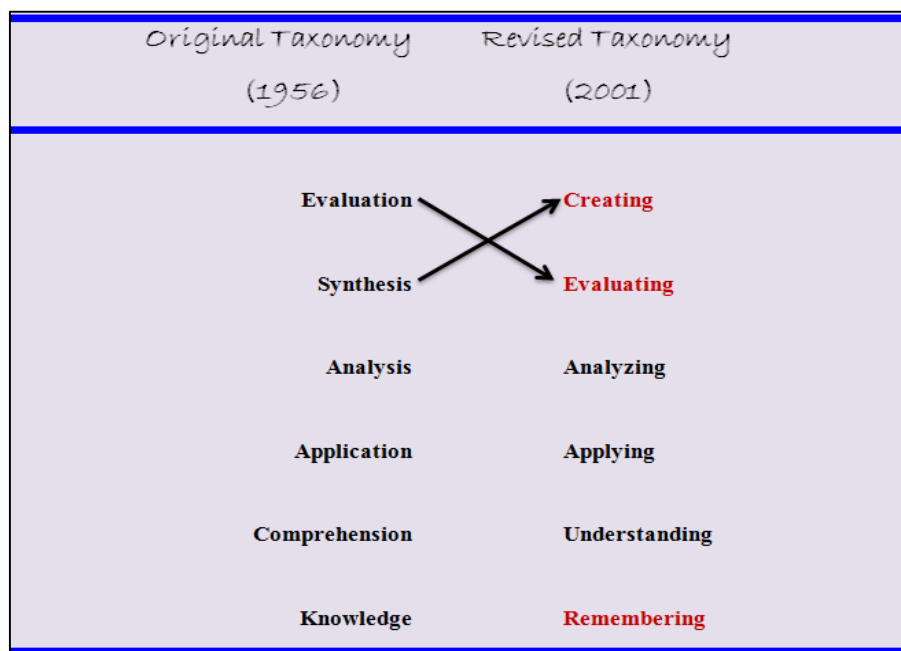 Original Taxonomy Revised Taxonomy
(1956) (2001)
Evaluation Creating
Synthesis Evaluating
Analysis Analyzing
Application Applying
Comprehension Understanding
Knowledge Remembering